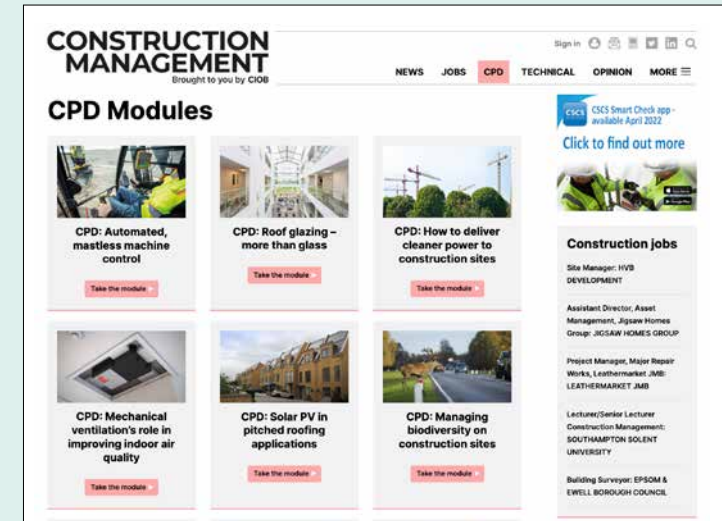 CONSTRUCTION
MANAGEMENT
Brought to you by CIOB
Sign in
NEWS
JOBS
CPD
TECHNICAL
OPINION
MORE
CPD Modules
CPD: Automated,
mastless machine
control
Take the module
CPD: Roof glazing –
more than glass
Take the module
CPD: How to deliver
cleaner power to
construction sites
Take the module
CPD: Mechanical
ventilation's role in
improving indoor air
quality
Take the module
CPD: Solar PV in
pitched roofing
applications
Take the module
CPD: Managing
biodiversity on
construction sites
Take the module
CSCS
CSCS Smart Check app -
available April 2022
Click to find out more
Construction jobs
Site Manager: HVB
DEVELOPMENT
Assistant Director, Asset
Management, Jigsaw Homes
Group: JIGSAW HOMES GROUP
Project Manager, Major Repair
Works, Leathermarket JMB:
LEATHERMARKET JMB
Lecturer/Senior Lecturer
Construction Management:
SOUTHAMPTON SOLENT
UNIVERSITY
Building Surveyor: EPSOM &
EWELL BOROUGH COUNCIL